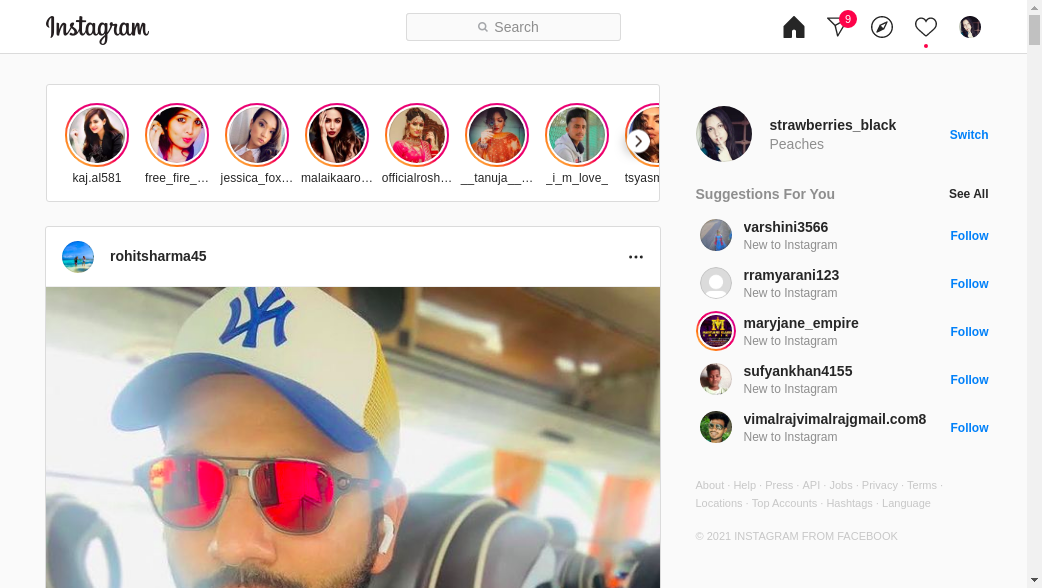 Instagram
Search
9
kaj.al581
free_fire_...
jessica_fox...
malaikaaro...
officialrosh...
__tanuja__...
_i_m_love_
tsyasm
strawberries_black
Peaches
Switch
Suggestions For You
See All
varshini3566
New to Instagram
Follow
rramyarani123
New to Instagram
Follow
maryjane_empire
New to Instagram
Follow
sufyankhan4155
New to Instagram
Follow
vimalrajvimalrajgmail.com8
New to Instagram
Follow
rohitsharma45
NY
About · Help · Press · API · Jobs · Privacy · Terms ·
Locations · Top Accounts · Hashtags · Language
© 2021 INSTAGRAM FROM FACEBOOK